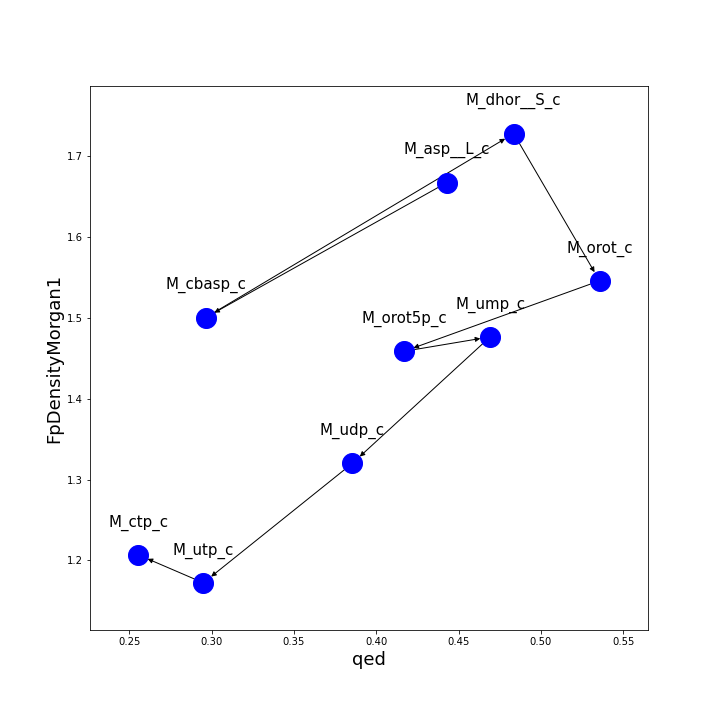 M_dhor__S_c
M_asp__L_c
M_orot_c
M_cbasp_c
M_ump_c
M_orot5p_c
M_udp_c
M_ctp_c
M_utp_c
1.7
1.6
1.5
1.4
1.3
1.2
FpDensityMorgan1
0.25
0.30
0.35
0.40
0.45
0.50
0.55
qed